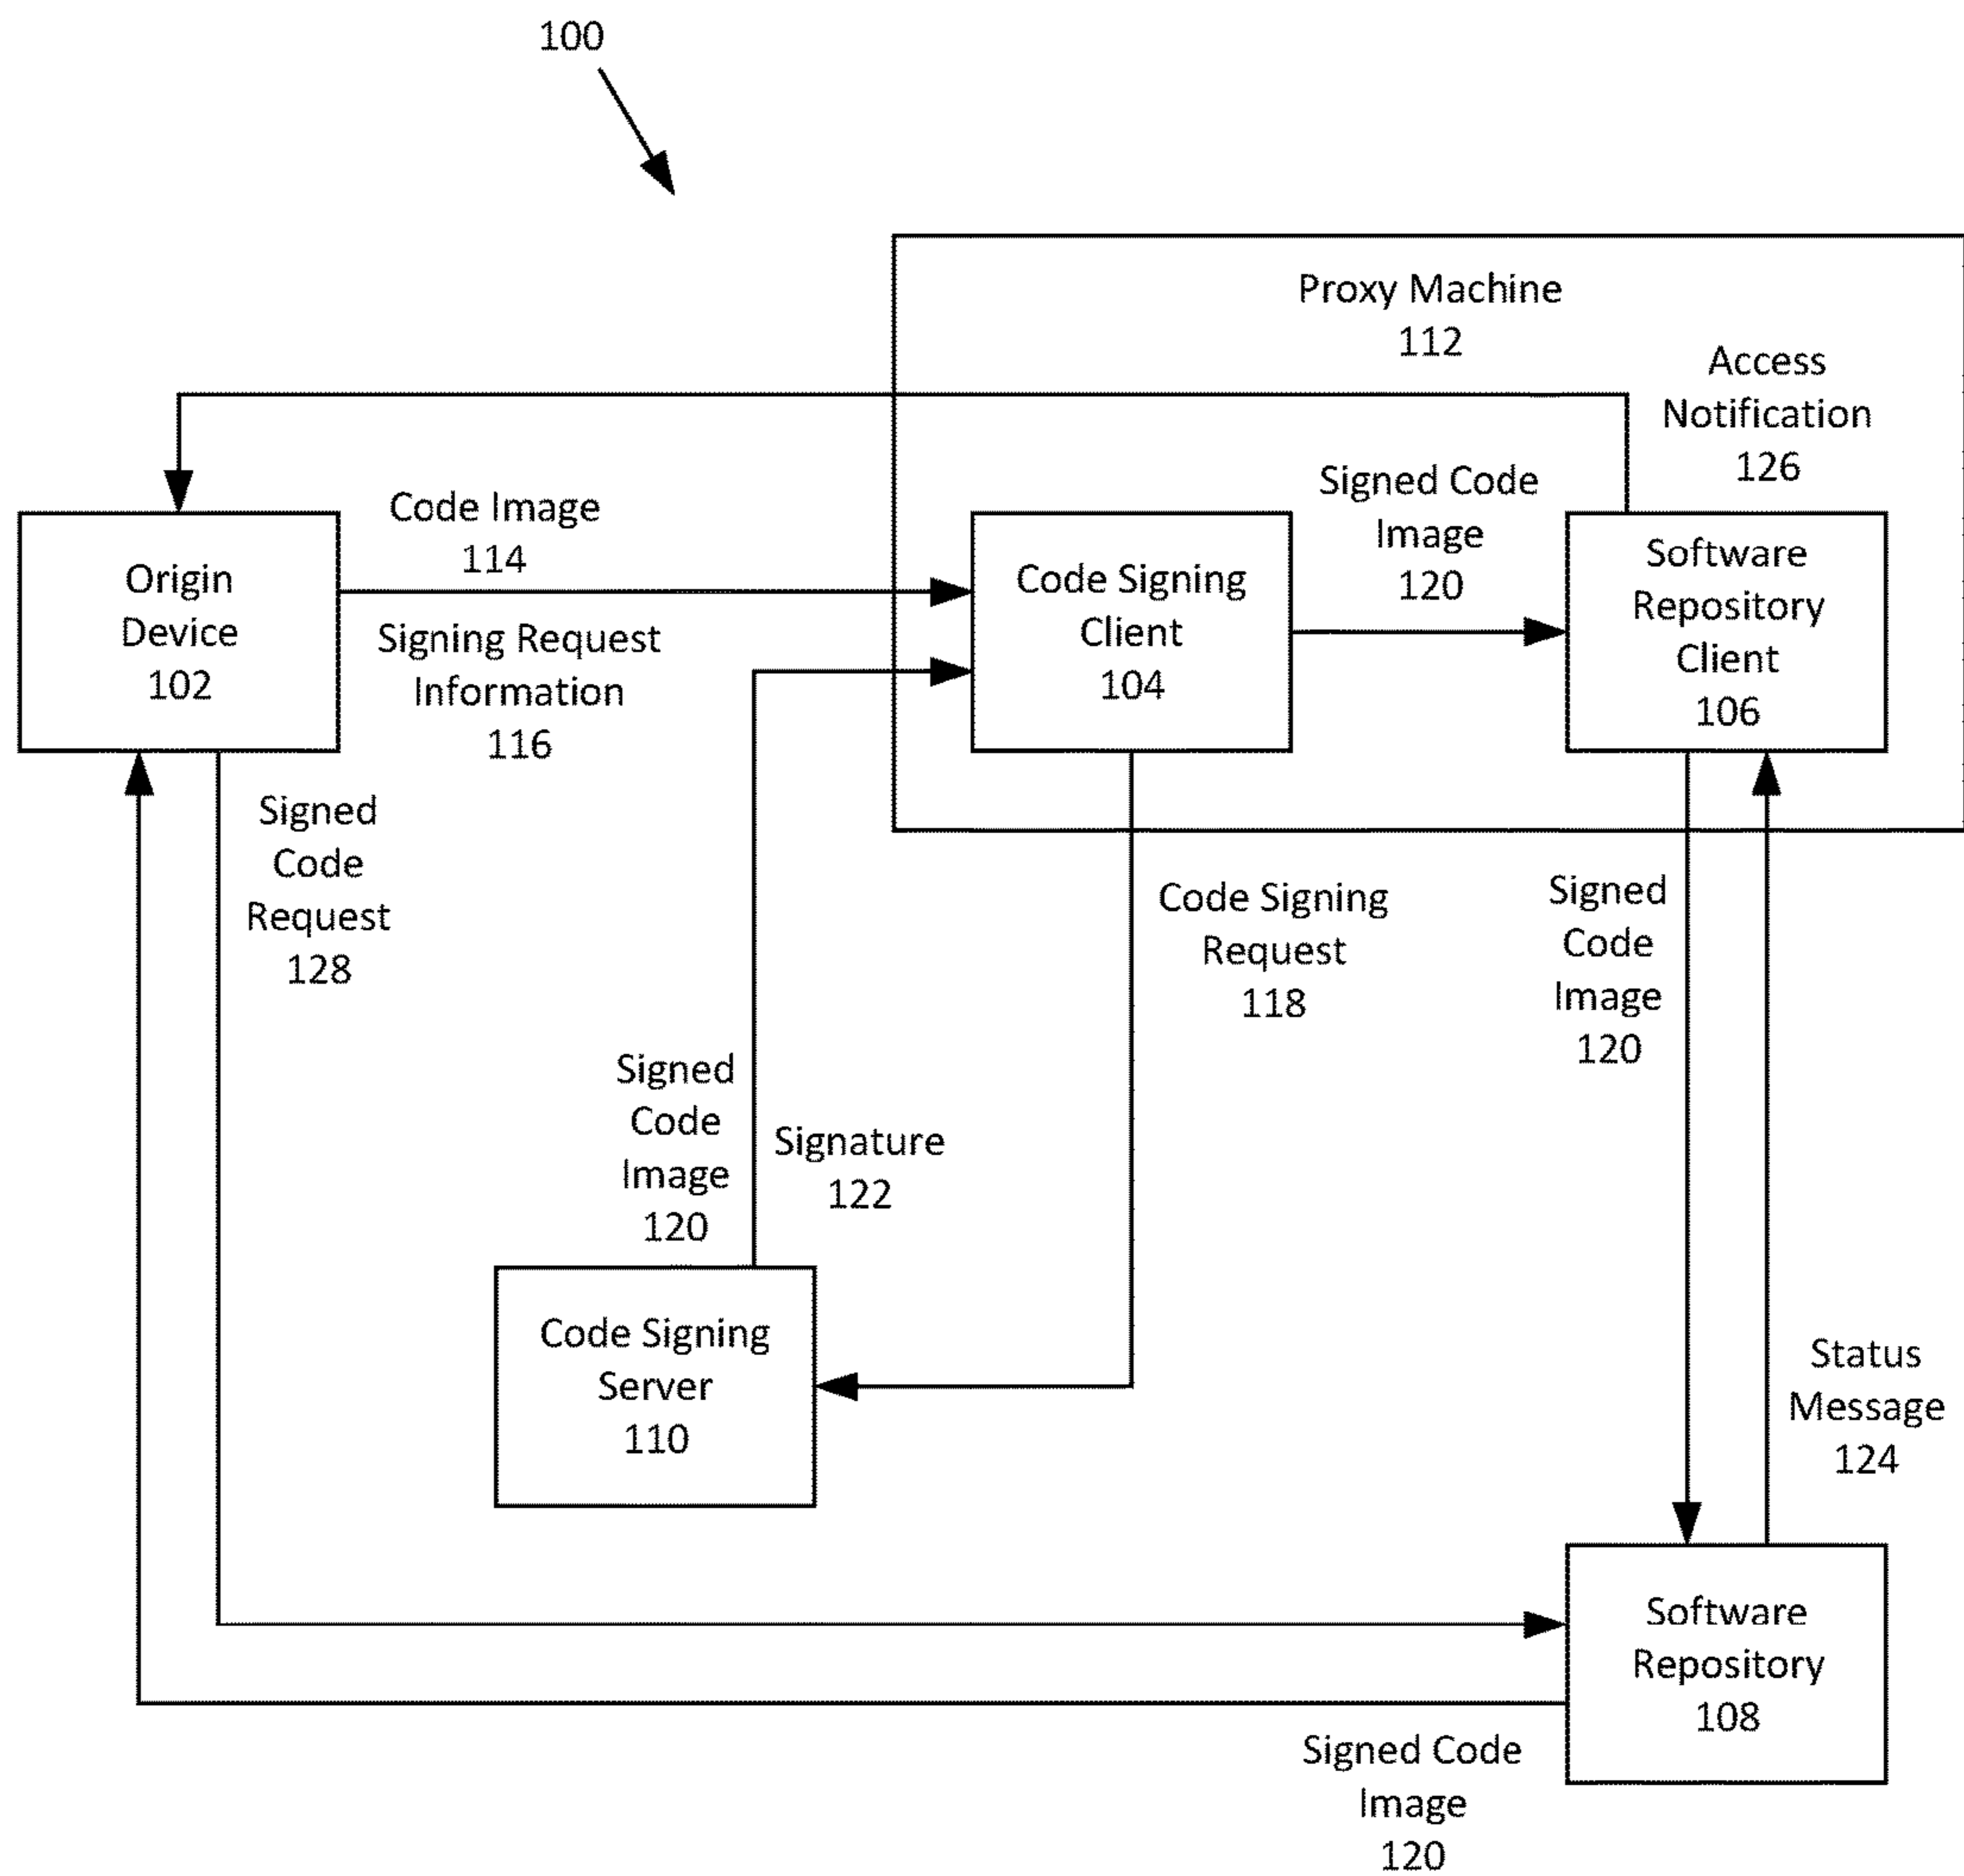 100
Proxy Machine
112
Access
Notification
126
Code Image
114
Signing Request
Information
116
Signed Code
Image
120
Origin
Device
102
Code Signing
Client
104
Software
Repository
Client
106
Signed
Code
Request
128
Code Signing
Request
118
Signed
Code
Image
120
Signed
Code
Image
120
Signature
122
Code Signing
Server
110
Status
Message
124
Software
Repository
108
Signed Code
Image
120